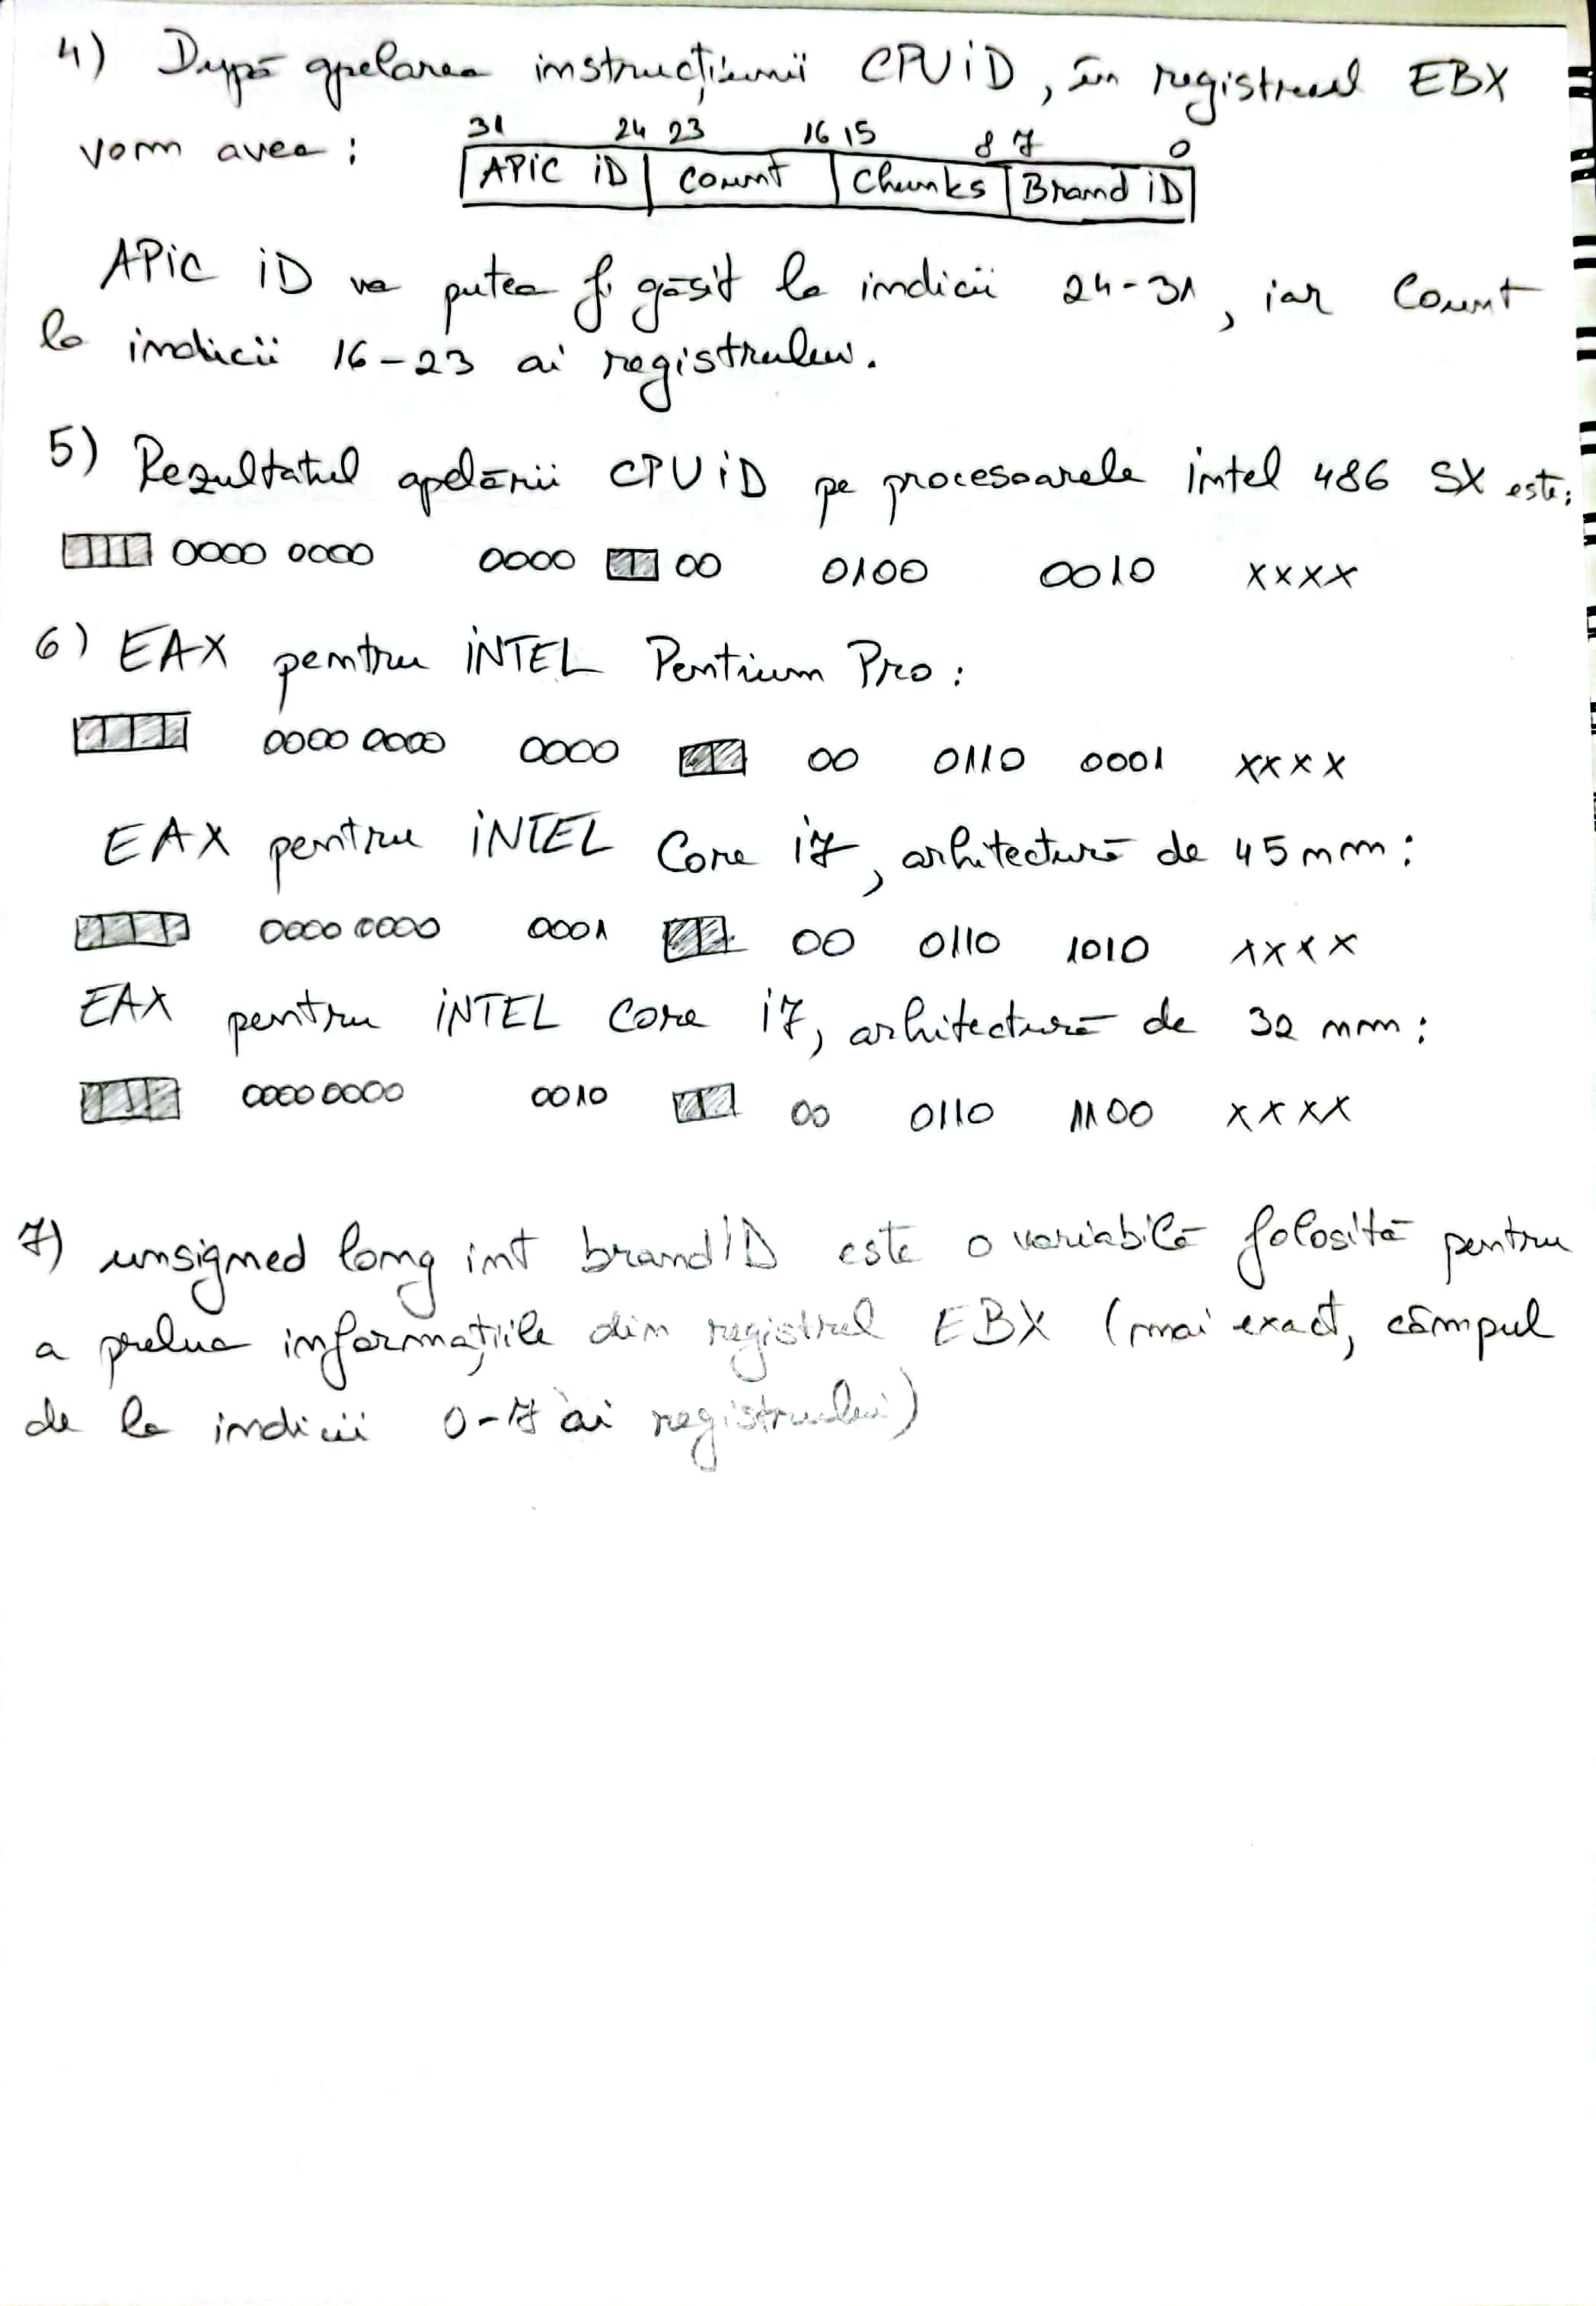 4) După apelarea instrucțiunii CPUiD, în registrul EBX
vom avea:
31 24 23 16 15 8 7 0
APiC iD Count Chunks Brand iD
APiC iD va putea fi găsit la indicii 24-31, iar Count
la indicii 16-23 ai registrului.
5) Rezultatul apelării CPUiD pe procesoarele intel 486 SX este:
0000 0000 0000 00 0100 0010 xxxx
6) EAX pentru iNTEL Pentium Pro:
0000 0000 0000 00 0110 0001 xxxx
EAX pentru iNTEL Core i7, arhitectură de 45 nm:
0000 0000 0001 00 0110 1010 xxxx
EAX pentru iNTEL Core i7, arhitectură de 32 nm:
0000 0000 0010 00 0110 1100 xxxx
7) unsigned long int brandID este o variabilă folosită pentru
a prelua informațiile din registrul EBX (mai exact, câmpul
de la indicii 0-7 ai registrului)